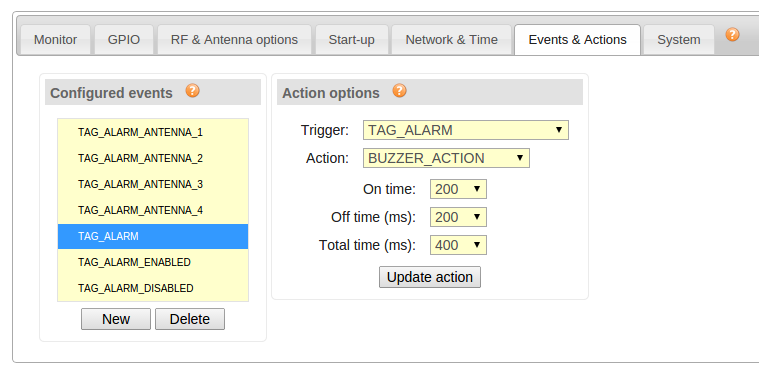 Monitor GPIO RF & Antenna options Start-up Network & Time Events & Actions System ?
Configured events ?
TAG_ALARM_ANTENNA_1
TAG_ALARM_ANTENNA_2
TAG_ALARM_ANTENNA_3
TAG_ALARM_ANTENNA_4
TAG_ALARM
TAG_ALARM_ENABLED
TAG_ALARM_DISABLED
New Delete
Action options ?
Trigger: TAG_ALARM
Action: BUZZER_ACTION
On time: 200
Off time (ms): 200
Total time (ms): 400
Update action